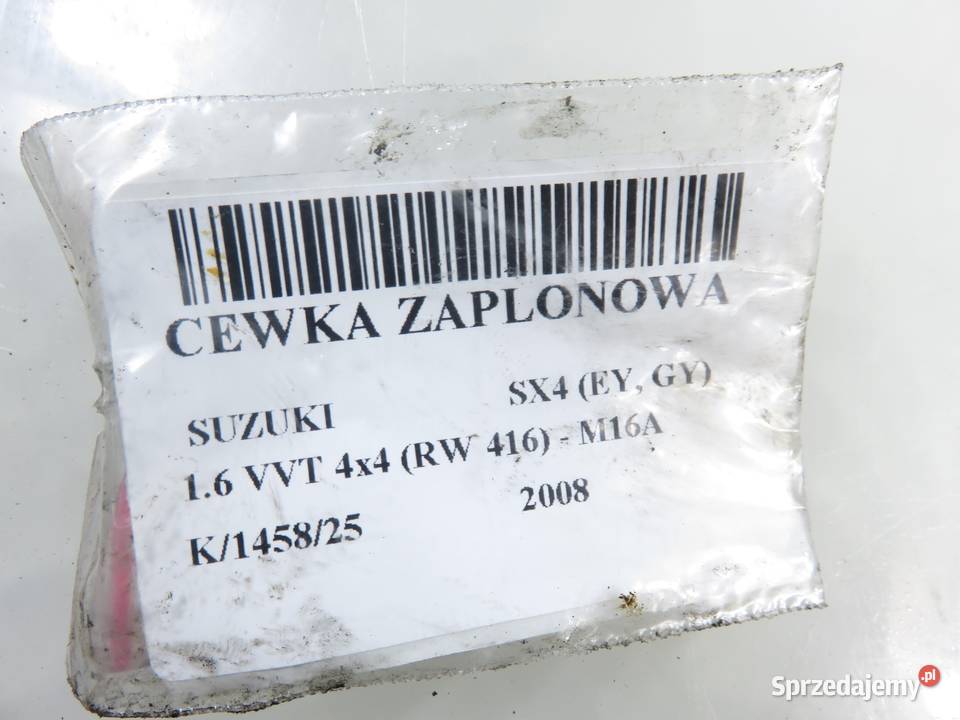 CEWKA ZAPLONOWA
SUZUKI SX4 (EY, GY)
1.6 VVT 4x4 (RW 416) - M16A
K/1458/25 2008
Sprzedajemy.pl